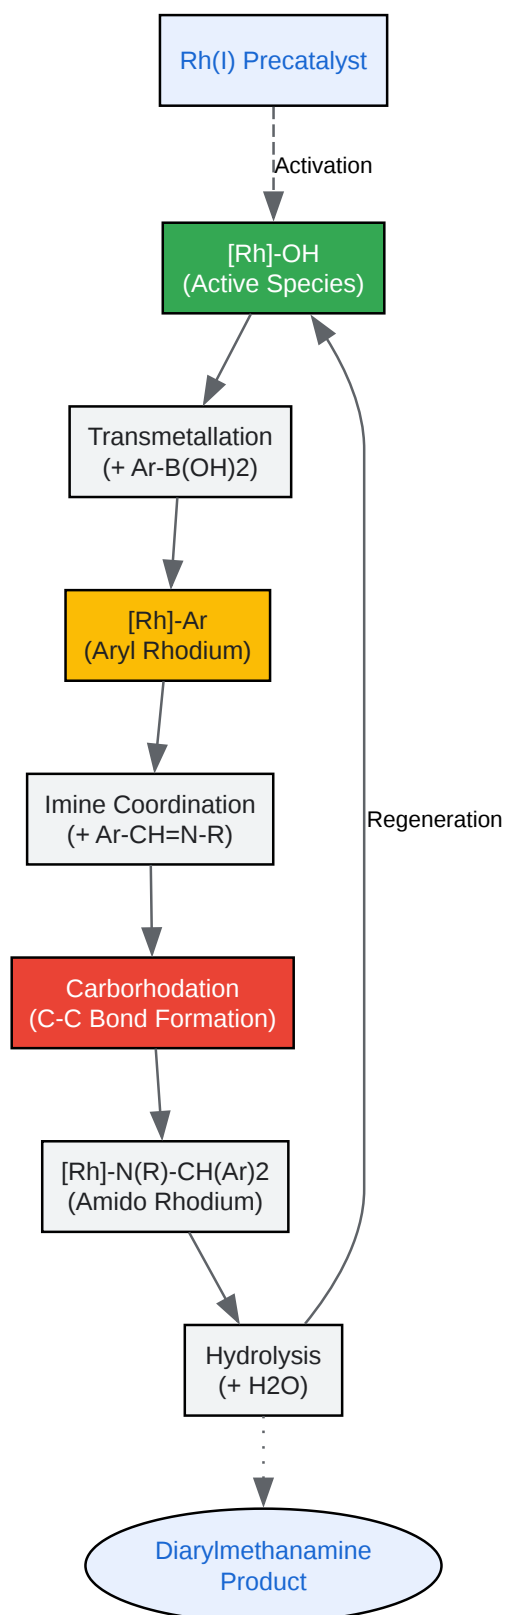 Rh(I) Precatalyst
Activation
[Rh]-OH
(Active Species)
Transmetallation
(+ Ar-B(OH)2)
[Rh]-Ar
(Aryl Rhodium)
Imine Coordination
(+ Ar-CH=N-R)
Regeneration
Carborhodation
(C-C Bond Formation)
[Rh]-N(R)-CH(Ar)2
(Amido Rhodium)
Hydrolysis
(+ H2O)
Diarylmethanamine
Product